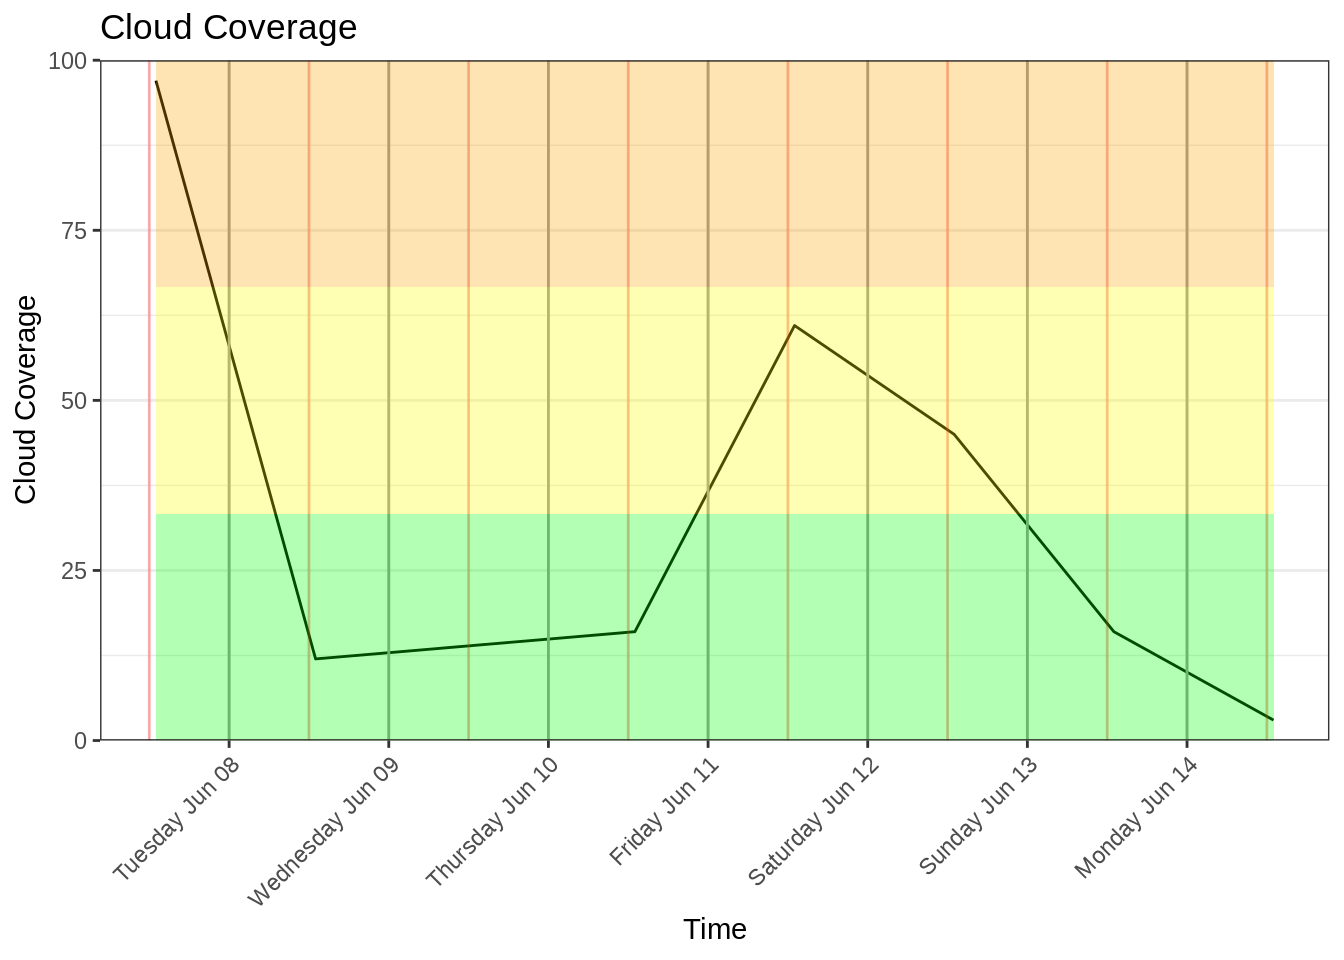 Cloud Coverage
Cloud Coverage
100
75
50
25
0
Tuesday Jun 08
Wednesday Jun 09
Thursday Jun 10
Friday Jun 11
Saturday Jun 12
Sunday Jun 13
Monday Jun 14
Time